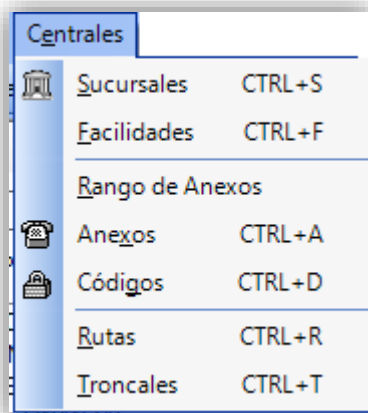 Centrales
Sucursales CTRL+S
Facilidades CTRL+F
Rango de Anexos
Anexos CTRL+A
Códigos CTRL+D
Rutas CTRL+R
Troncales CTRL+T